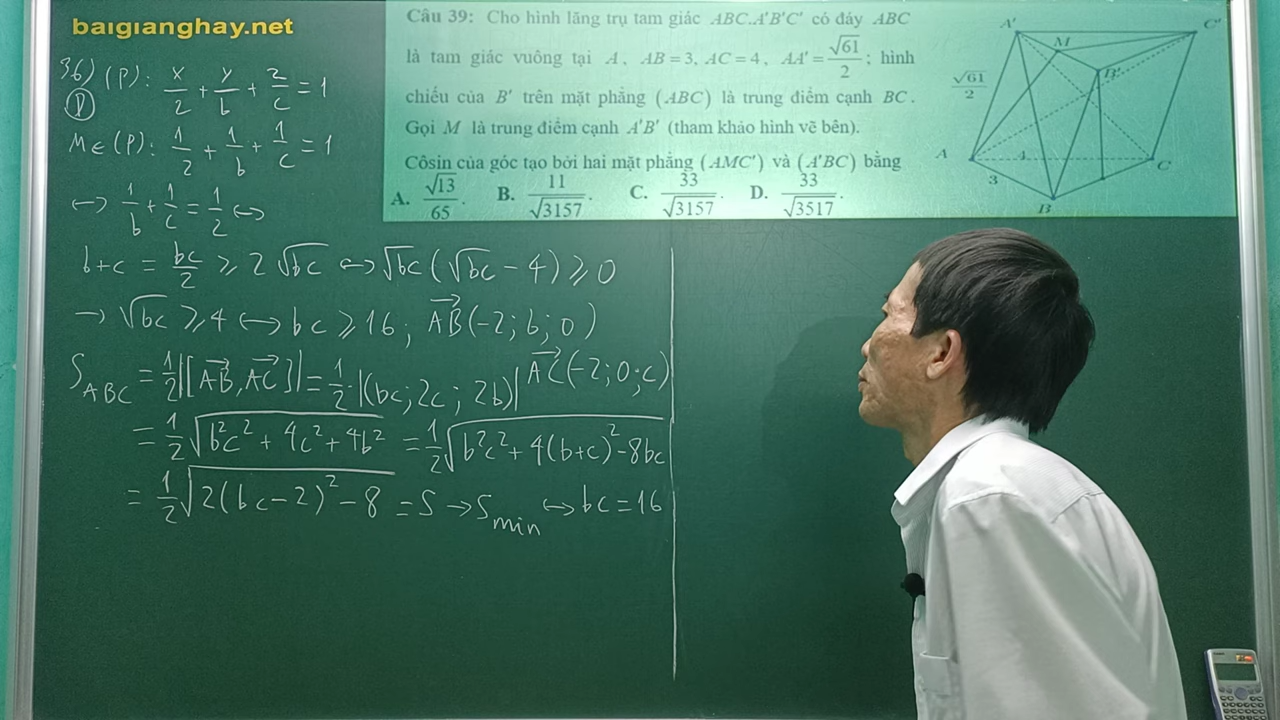 baigianghay.net
36) (P): x/2 + y/b + z/c = 1
Ⓓ
M∈(P): 1/2 + 1/b + 1/c = 1
↔ 1/b + 1/c = 1/2 ↔
b+c = bc/2 ≥ 2√bc ↔ √bc (√bc − 4) ≥ 0
→ √bc ≥ 4 ↔ bc ≥ 16; AB→(-2; b; 0)
S_ABC = 1/2 |[AB→, AC→]| = 1/2 · |(bc; 2c; 2b)| AC→(-2; 0; c)
= 1/2 √(b²c² + 4c² + 4b²) = 1/2 √(b²c² + 4(b+c)² − 8bc)
= 1/2 √(2(bc−2)² − 8) = S → S_min ↔ bc = 16
Câu 39: Cho hình lăng trụ tam giác ABC.A'B'C' có đáy ABC
là tam giác vuông tại A, AB = 3, AC = 4, AA' = √61/2; hình
chiếu của B' trên mặt phẳng (ABC) là trung điểm cạnh BC.
Gọi M là trung điểm cạnh A'B' (tham khảo hình vẽ bên).
Côsin của góc tạo bởi hai mặt phẳng (AMC') và (A'BC) bằng
A. √13/65. B. 11/√3157. C. 33/√3157. D. 33/√3517.
A' C'
M
B'
√61/2
A 4 C
3
B